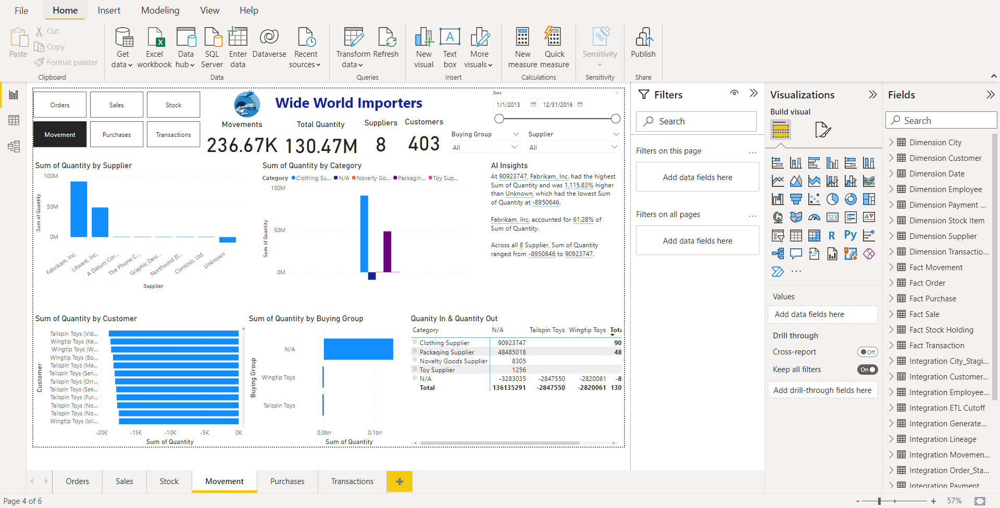 File
Home
Insert
Modeling
View
Help
Paste
Cut
Copy
Format painter
Clipboard
Get data
Excel workbook
Data hub
SQL Server
Enter data
Dataverse
Recent sources
Data
Transform data
Refresh
Queries
New visual
Text box
More visuals
Insert
New measure
Quick measure
Calculations
Sensitivity
Sensitivity
Publish
Share
Orders
Sales
Stock
Movement
Purchases
Transactions
Wide World Importers
Movements
236.67K
Total Quantity
130.47M
Suppliers
8
Customers
403
Date
1/1/2013
12/31/2016
Buying Group
All
Supplier
All
Sum of Quantity by Supplier
100M
50M
0M
Sum of Quantity
Fabrikam, Inc.
Litware, Inc.
A Datum Cor...
The Phone C...
Graphic Desi...
Northwind El...
Contoso, Ltd.
Unknown
Supplier
Sum of Quantity by Category
Category
Clothing Su...
N/A
Novelty Go...
Packagin...
Toy Sup...
100M
50M
0M
Sum of Quantity
AI Insights
At 90923747, Fabrikam, Inc. had the highest
Sum of Quantity and was 1,115.83% higher
than Unknown, which had the lowest Sum
of Quantity at -8950646.
Fabrikam, Inc. accounted for 61.28% of
Sum of Quantity.
Across all 8 Supplier, Sum of Quantity
ranged from -8950646 to 90923747.
Sum of Quantity by Customer
Customer
Tailspin Toys (Vid...
Wingtip Toys (Ke...
Wingtip Toys (W...
Wingtip Toys (Bo...
Tailspin Toys (Ma...
Tailspin Toys (Sen...
Tailspin Toys (Orr...
Tailspin Toys (Sek...
Tailspin Toys (Fur...
Tailspin Toys (No...
Tailspin Toys (No...
Wingtip Toys (Isli...
-20K -15K -10K -5K 0K
Sum of Quantity
Sum of Quantity by Buying Group
Buying Group
N/A
Wingtip Toys
Tailspin Toys
0.0bn 0.1bn
Sum of Quantity
Quanity In & Quantity Out
Category N/A Tailspin Toys Wingtip Toys Tota
Clothing Supplier 90923747 90
Packaging Supplier 48485018 48
Novelty Goods Supplier 8305
Toy Supplier 1256
N/A -3283035 -2847550 -2820061 -8
Total 136135291 -2847550 -2820061 130
Filters
Search
Filters on this page
...
Add data fields here
Filters on all pages
...
Add data fields here
Visualizations
Build visual
123
R
Py
...
Values
Add data fields here
Drill through
Cross-report
Off
Keep all filters
On
Add drill-through fields here
Fields
Search
Dimension City
Dimension Customer
Dimension Date
Dimension Employee
Dimension Payment ...
Dimension Stock Item
Dimension Supplier
Dimension Transactio...
Fact Movement
Fact Order
Fact Purchase
Fact Sale
Fact Stock Holding
Fact Transaction
Integration City_Stagi...
Integration Customer...
Integration Employee...
Integration ETL Cutoff
Integration Generate...
Integration Lineage
Integration Movemen...
Integration Order_Sta...
Integration Payment
Orders
Sales
Stock
Movement
Purchases
Transactions
+
Page 4 of 6
- + 57%